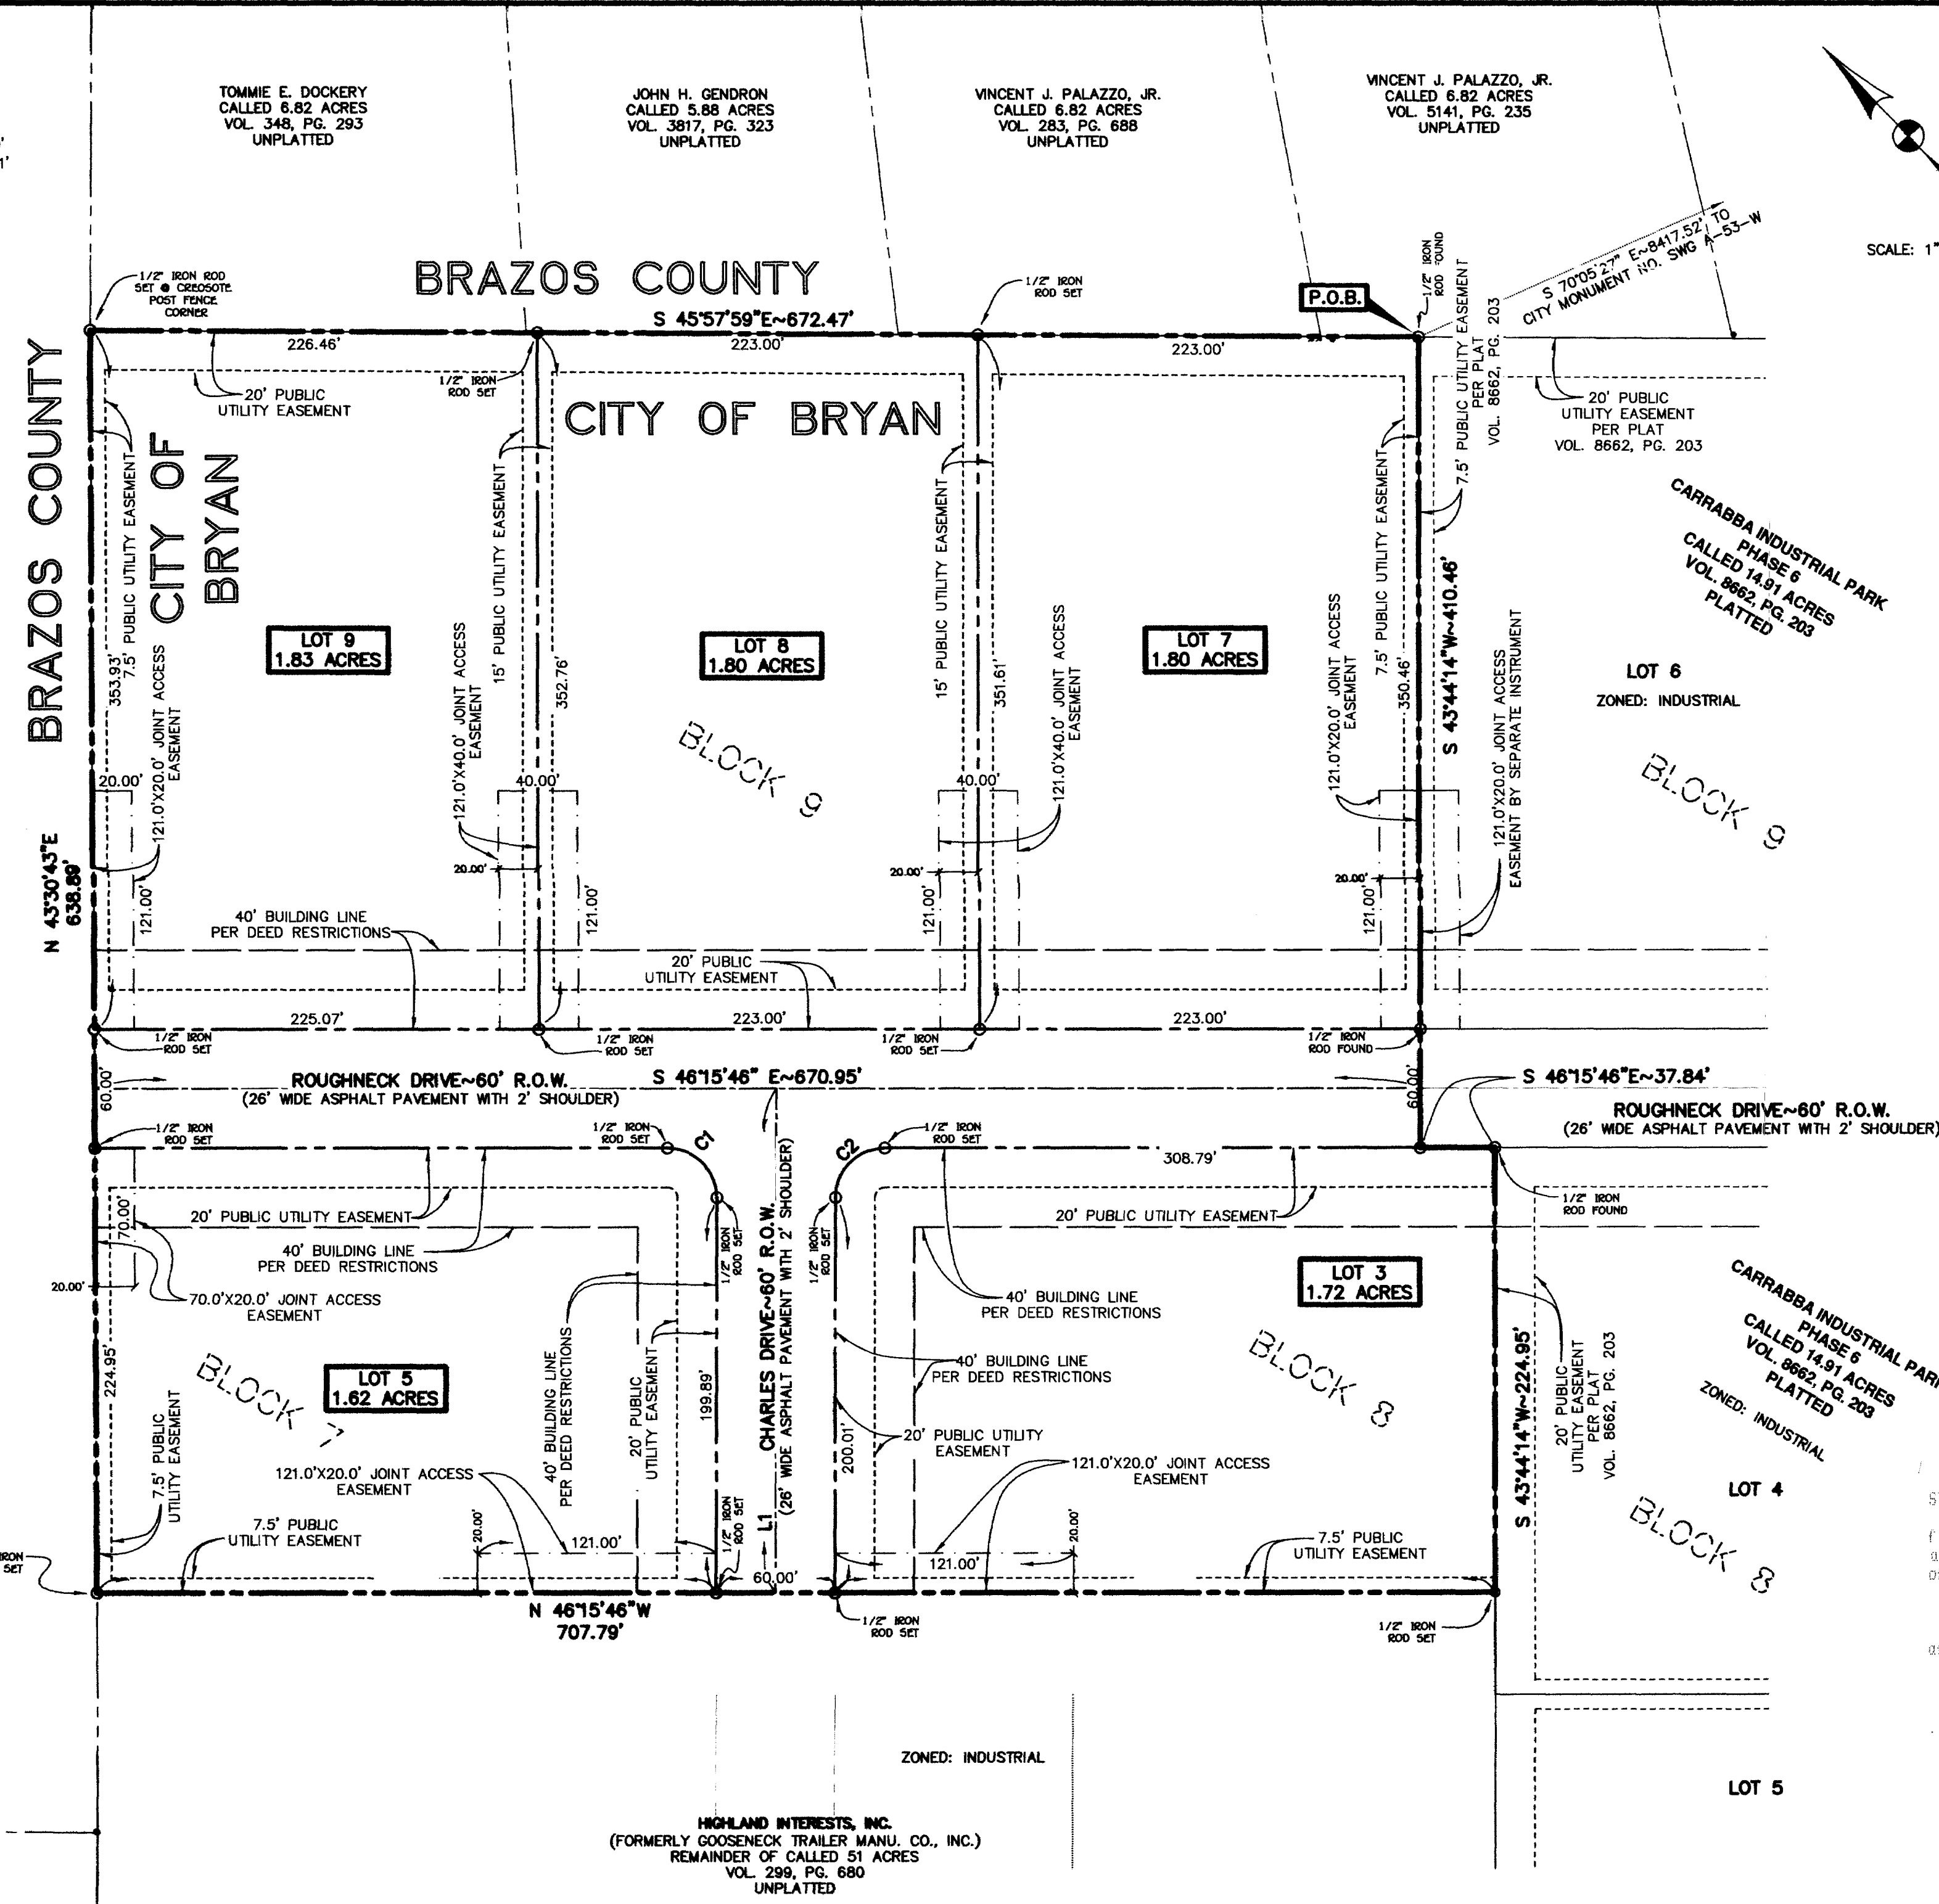 TOMMIE E. DOCKERY
CALLED 6.82 ACRES
VOL. 348, PG. 293
UNPLATTED
JOHN H. GENDRON
CALLED 5.88 ACRES
VOL. 3817, PG. 323
UNPLATTED
VINCENT J. PALAZZO, JR.
CALLED 6.82 ACRES
VOL. 283, PG. 688
UNPLATTED
VINCENT J. PALAZZO, JR.
CALLED 6.82 ACRES
VOL. 5141, PG. 235
UNPLATTED
S 70°05'27" E~8417.52' TO
CITY MONUMENT NO. SWG A-53-W
SCALE: 1"
1/2" IRON ROD
SET @ CREOSOTE
POST FENCE
CORNER
BRAZOS COUNTY
1/2" IRON
ROD SET
P.O.B.
1/2" IRON
ROD FOUND
S 45°57'59"E~672.47'
226.46'
223.00'
223.00'
7.5' PUBLIC UTILITY EASEMENT
PER PLAT
VOL. 8662, PG. 203
BRAZOS COUNTY
20' PUBLIC
UTILITY EASEMENT
1/2" IRON
ROD SET
CITY OF BRYAN
20' PUBLIC
UTILITY EASEMENT
PER PLAT
VOL. 8662, PG. 203
7.5' PUBLIC UTILITY EASEMENT
CITY OF
BRYAN
15' PUBLIC UTILITY EASEMENT
15' PUBLIC UTILITY EASEMENT
7.5' PUBLIC UTILITY EASEMENT
CARRABBA INDUSTRIAL PARK
PHASE 6
CALLED 14.91 ACRES
VOL. 8662, PG. 203
PLATTED
LOT 9
1.83 ACRES
LOT 8
1.80 ACRES
LOT 7
1.80 ACRES
353.93'
352.76'
351.61'
350.46'
S 43°44'14"W~410.46'
LOT 6
ZONED: INDUSTRIAL
121.0'X20.0' JOINT ACCESS
EASEMENT
121.0'X40.0' JOINT ACCESS
EASEMENT
121.0'X40.0' JOINT ACCESS
EASEMENT
121.0'X20.0' JOINT ACCESS
EASEMENT
121.0'X20.0' JOINT ACCESS
EASEMENT BY SEPARATE INSTRUMENT
BLOCK 9
BLOCK 9
20.00'
40.00'
40.00'
N 43°30'43"E
638.89'
20.00'
20.00'
20.00'
121.00'
121.00'
121.00'
121.00'
40' BUILDING LINE
PER DEED RESTRICTIONS
20' PUBLIC
UTILITY EASEMENT
225.07'
223.00'
223.00'
1/2" IRON
ROD SET
1/2" IRON
ROD SET
1/2" IRON
ROD SET
1/2" IRON
ROD FOUND
60.00'
ROUGHNECK DRIVE~60' R.O.W.
(26' WIDE ASPHALT PAVEMENT WITH 2' SHOULDER)
S 46°15'46" E~670.95'
60.00'
S 46°15'46"E~37.84'
ROUGHNECK DRIVE~60' R.O.W.
(26' WIDE ASPHALT PAVEMENT WITH 2' SHOULDER)
1/2" IRON
ROD SET
1/2" IRON
ROD SET
C1
C2
1/2" IRON
ROD SET
308.79'
1/2" IRON
ROD FOUND
70.00'
20' PUBLIC UTILITY EASEMENT
40' BUILDING LINE
PER DEED RESTRICTIONS
20.00'
70.0'X20.0' JOINT ACCESS
EASEMENT
1/2" IRON
ROD SET
1/2" IRON
ROD SET
20' PUBLIC UTILITY EASEMENT
LOT 3
1.72 ACRES
40' BUILDING LINE
PER DEED RESTRICTIONS
CHARLES DRIVE~60' R.O.W.
(26' WIDE ASPHALT PAVEMENT WITH 2' SHOULDER)
L1
224.95'
BLOCK 7
LOT 5
1.62 ACRES
40' BUILDING LINE
PER DEED RESTRICTIONS
20' PUBLIC
UTILITY EASEMENT
199.89'
200.01'
40' BUILDING LINE
PER DEED RESTRICTIONS
20' PUBLIC UTILITY
EASEMENT
BLOCK 8
S 43°44'14"W~224.95'
20' PUBLIC
UTILITY EASEMENT
PER PLAT
VOL. 8662, PG. 203
CARRABBA INDUSTRIAL PARK
PHASE 6
CALLED 14.91 ACRES
VOL. 8662, PG. 203
PLATTED
ZONED: INDUSTRIAL
LOT 4
BLOCK 8
7.5' PUBLIC
UTILITY EASEMENT
121.0'X20.0' JOINT ACCESS
EASEMENT
121.0'X20.0' JOINT ACCESS
EASEMENT
7.5' PUBLIC
UTILITY EASEMENT
20.00'
121.00'
1/2" IRON
ROD SET
121.00'
20.00'
7.5' PUBLIC
UTILITY EASEMENT
IRON
SET
60.00'
N 46°15'46"W
707.79'
1/2" IRON
ROD SET
1/2" IRON
ROD SET
ZONED: INDUSTRIAL
LOT 5
HIGHLAND INTERESTS, INC.
(FORMERLY GOOSENECK TRAILER MANU. CO., INC.)
REMAINDER OF CALLED 51 ACRES
VOL. 299, PG. 680
UNPLATTED